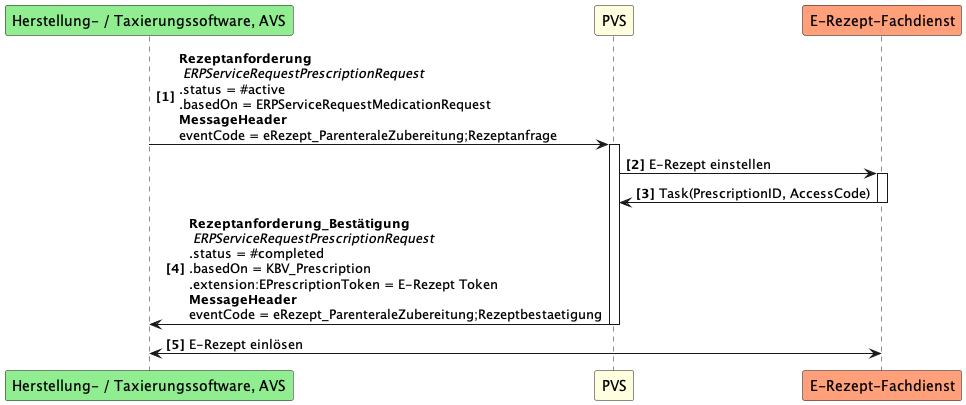 Herstellung- / Taxierungssoftware, AVS
PVS
E-Rezept-Fachdienst
Rezeptanforderung
ERPServiceRequestPrescriptionRequest
.status = #active
[1]
.basedOn = ERPServiceRequestMedicationRequest
MessageHeader
eventCode = eRezept_ParenteraleZubereitung;Rezeptanfrage
[2] E-Rezept einstellen
[3] Task(PrescriptionID, AccessCode)
Rezeptanforderung_Bestätigung
ERPServiceRequestPrescriptionRequest
.status = #completed
[4] .basedOn = KBV_Prescription
.extension:EPrescriptionToken = E-Rezept Token
MessageHeader
eventCode = eRezept_ParenteraleZubereitung;Rezeptbestaetigung
[5] E-Rezept einlösen
Herstellung- / Taxierungssoftware, AVS
PVS
E-Rezept-Fachdienst